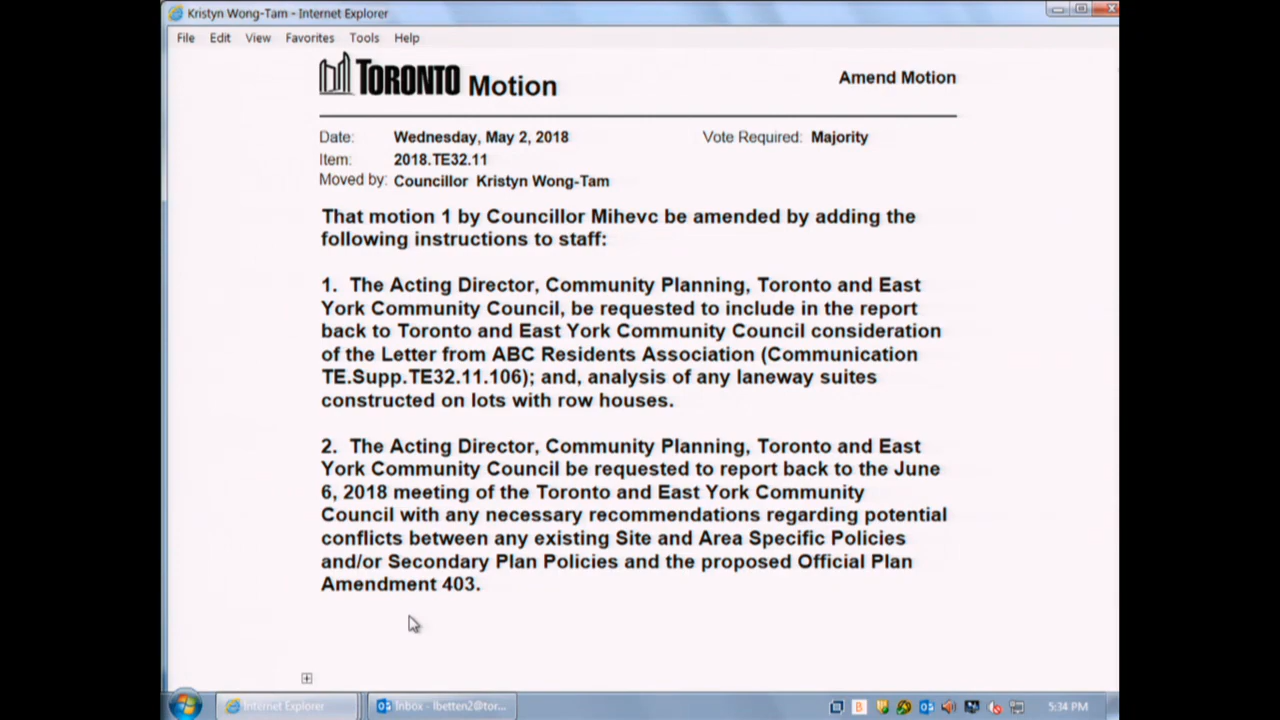 Kristyn Wong-Tam - Internet Explorer
File Edit View Favorites Tools Help
TORONTO Motion
Amend Motion
Date: Wednesday, May 2, 2018
Vote Required: Majority
Item: 2018.TE32.11
Moved by: Councillor Kristyn Wong-Tam
That motion 1 by Councillor Mihevc be amended by adding the
following instructions to staff:
1. The Acting Director, Community Planning, Toronto and East
York Community Council, be requested to include in the report
back to Toronto and East York Community Council consideration
of the Letter from ABC Residents Association (Communication
TE.Supp.TE32.11.106); and, analysis of any laneway suites
constructed on lots with row houses.
2. The Acting Director, Community Planning, Toronto and East
York Community Council be requested to report back to the June
6, 2018 meeting of the Toronto and East York Community
Council with any necessary recommendations regarding potential
conflicts between any existing Site and Area Specific Policies
and/or Secondary Plan Policies and the proposed Official Plan
Amendment 403.
Internet Explorer
Inbox - lbetten2@tor...
5:34 PM